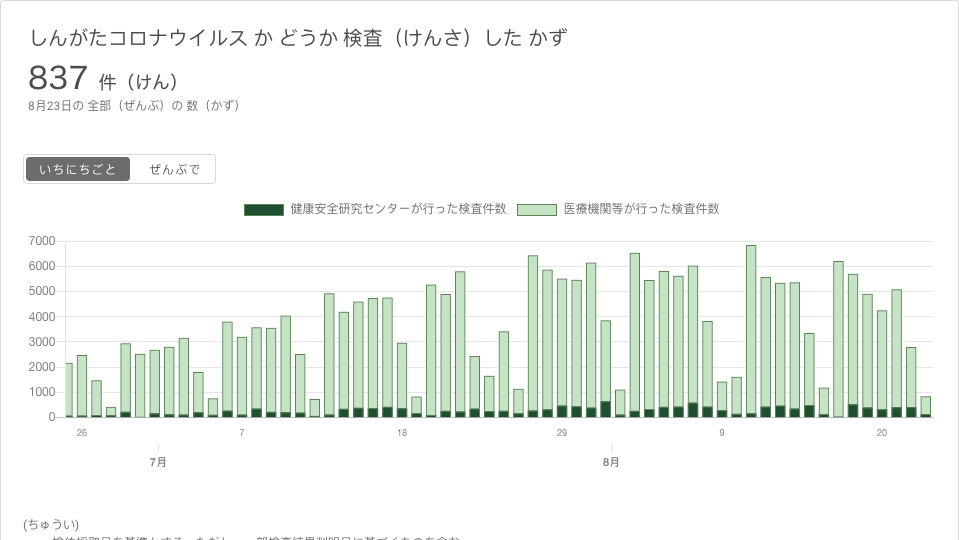 しんがたコロナウイルス か どうか 検査（けんさ）した かず
837 件（けん）
8月23日の 全部（ぜんぶ）の 数（かず）
いちにちごと ぜんぶで
健康安全研究センターが行った検査件数 医療機関等が行った検査件数
7000
6000
5000
4000
3000
2000
1000
0
26 7 18 29 9 20
7月 8月
(ちゅうい)